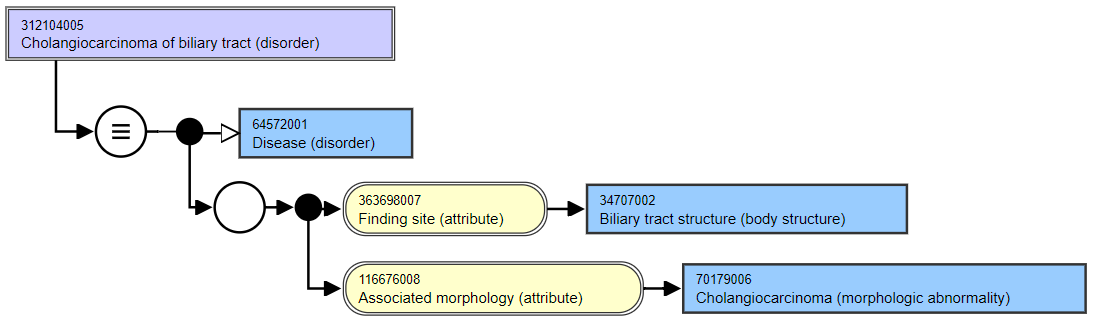 312104005
Cholangiocarcinoma of biliary tract (disorder)
64572001
Disease (disorder)
363698007
Finding site (attribute)
34707002
Biliary tract structure (body structure)
116676008
Associated morphology (attribute)
70179006
Cholangiocarcinoma (morphologic abnormality)